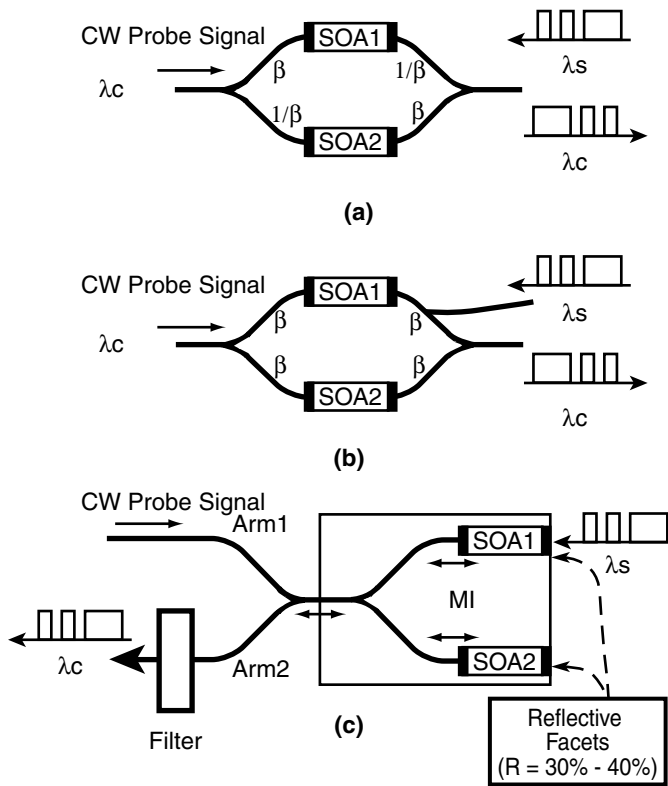 CW Probe Signal
λc
β
1/β
SOA1
1/β
β
SOA2
λs
λc
(a)
CW Probe Signal
λc
β
β
SOA1
β
SOA2
β
λs
λc
(b)
CW Probe Signal
Arm1
SOA1
λs
MI
λc
Arm2
SOA2
Filter
(c)
Reflective
Facets
(R = 30% - 40%)